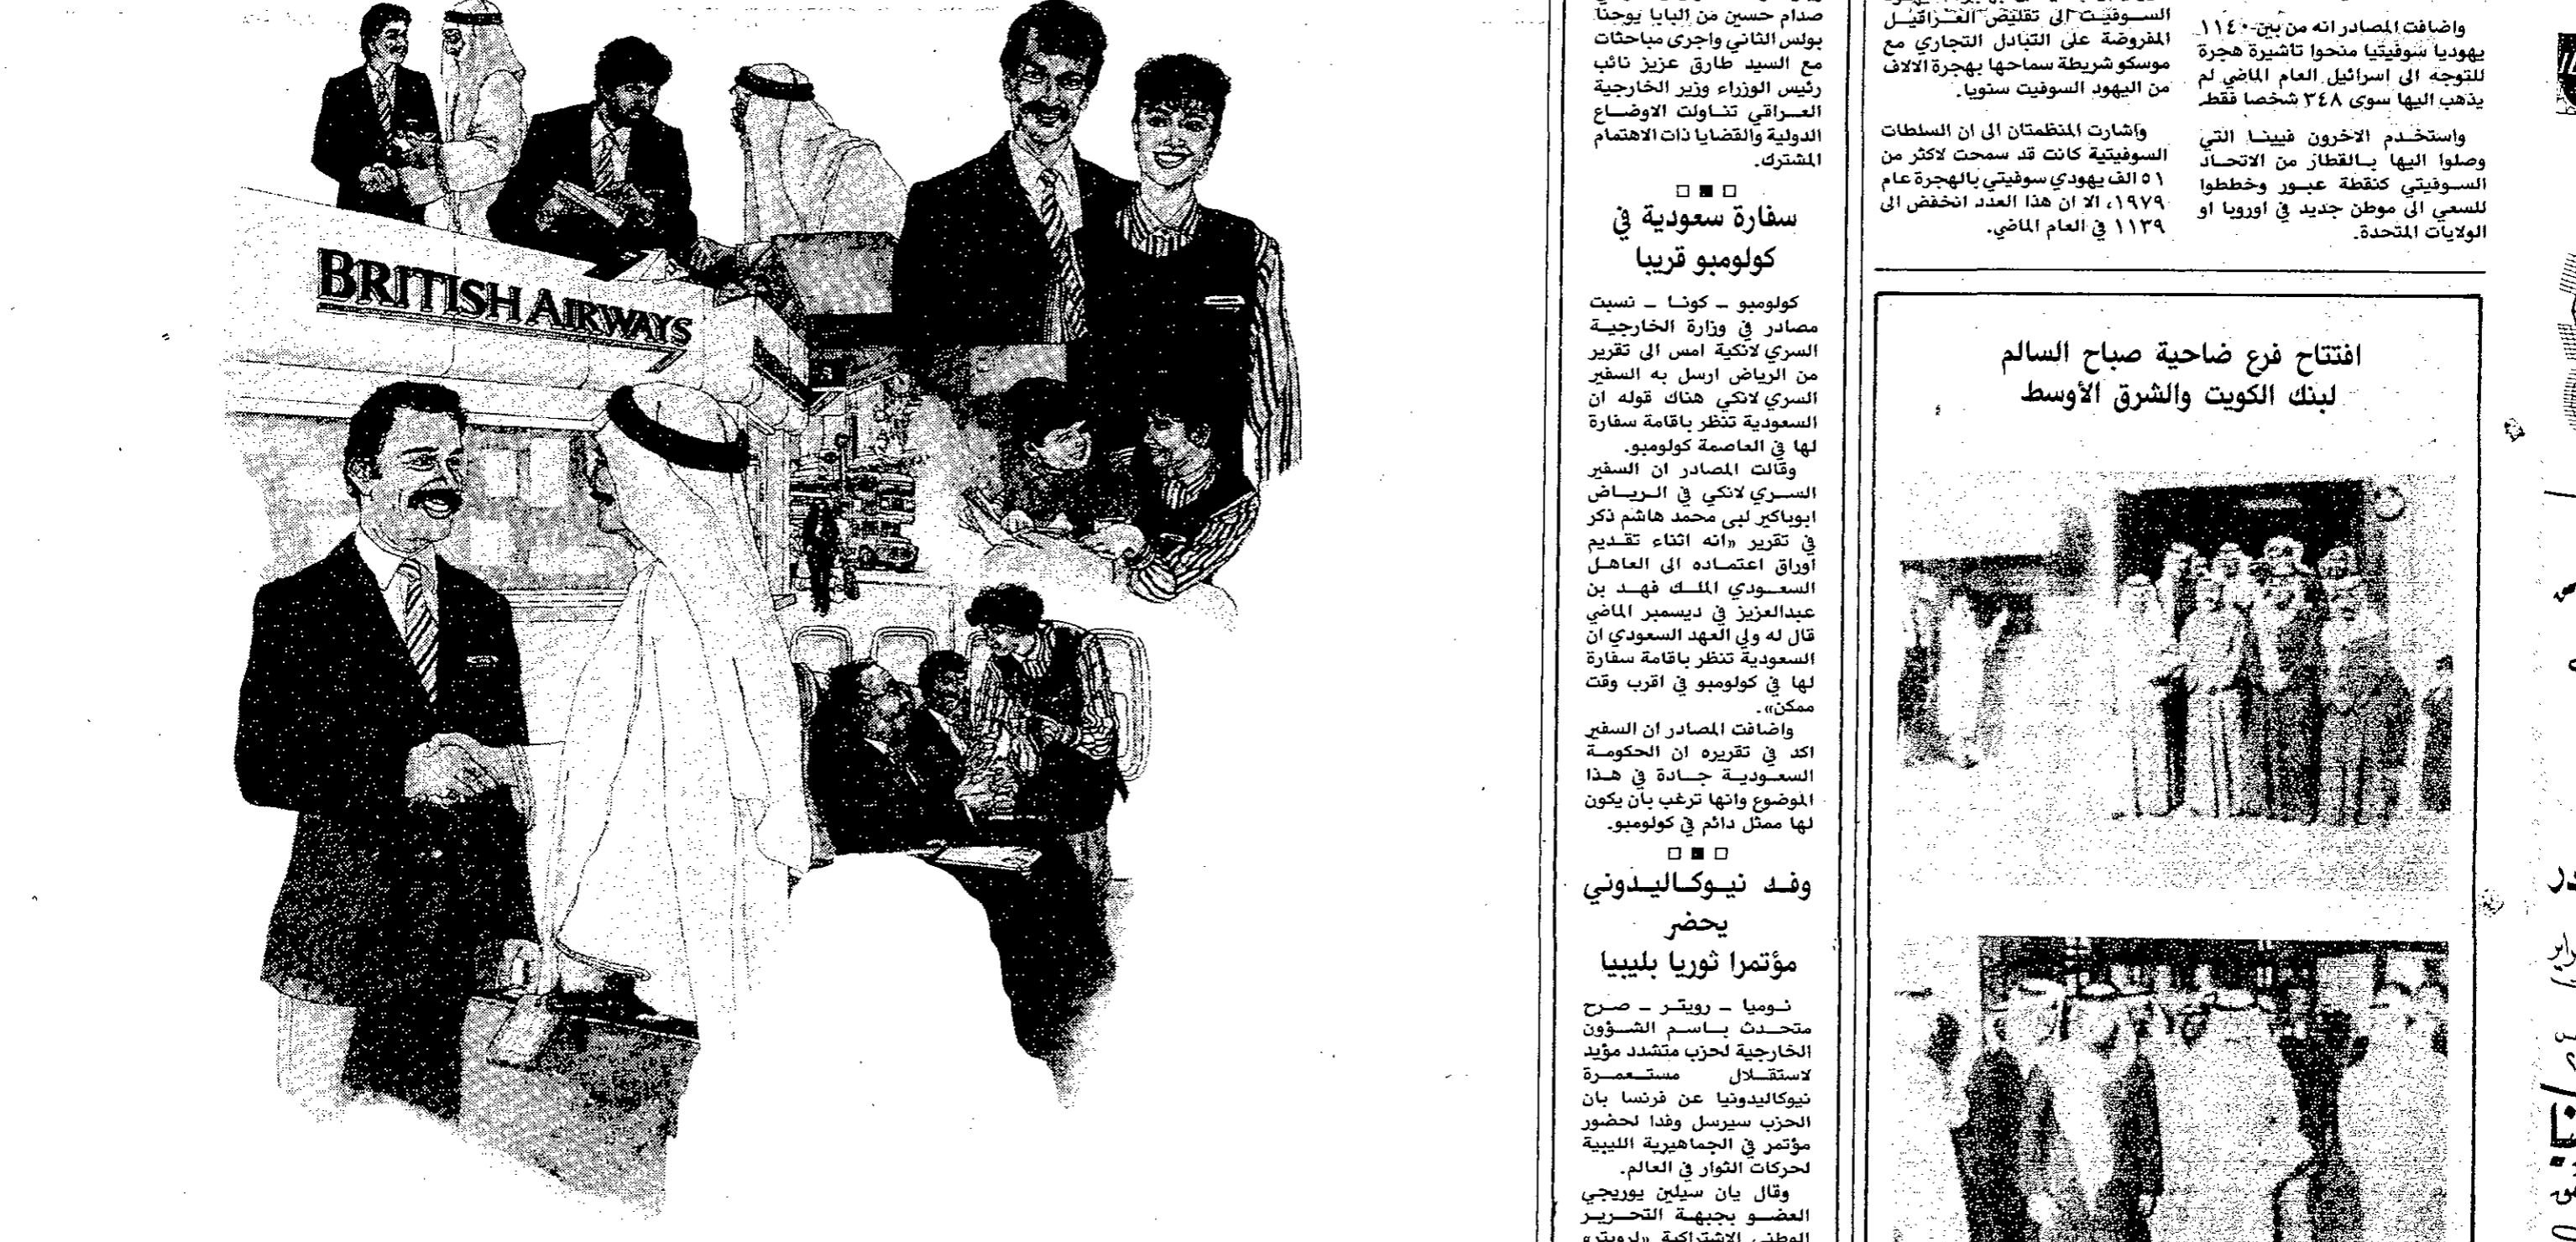 واضافت المصادر انه من بين ١١٤٠
يهوديا سوفيتيا منحوا تاشيرة هجرة
للتوجه الى اسرائيل العام الماضي لم
يذهب اليها سوى ٣٤٨ شخصا فقط
واستخدم الاخرون فيينا التي
وصلوا اليها بالقطار من الاتحاد
السوفيتي كنقطة عبور وخططوا
للسعي الى موطن جديد في اوروبا او
الولايات المتحدة.
السوفيت الى تقليص العراقيل
المفروضة على التبادل التجاري مع
موسكو شريطة سماحها بهجرة الالاف
من اليهود السوفيت سنويا.
واشارت المنظمتان الى ان السلطات
السوفيتية كانت قد سمحت لاكثر من
٥١ الف يهودي سوفيتي بالهجرة عام
١٩٧٩، الا ان هذا العدد انخفض الى
١١٣٩ في العام الماضي.
افتتاح فرع ضاحية صباح السالم
لبنك الكويت والشرق الأوسط
صدام حسين من البابا يوحنا
بولس الثاني واجرى مباحثات
مع السيد طارق عزيز نائب
رئيس الوزراء وزير الخارجية
العراقي تناولت الاوضاع
الدولية والقضايا ذات الاهتمام
المشترك.
سفارة سعودية في
كولومبو قريبا
كولومبو - كونا - نسبت
مصادر في وزارة الخارجية
السري لانكية امس الى تقرير
من الرياض ارسل به السفير
السري لانكي هناك قوله ان
السعودية تنظر باقامة سفارة
لها في العاصمة كولومبو.
وقالت المصادر ان السفير
السري لانكي في الرياض
ابوباكير لبى محمد هاشم ذكر
في تقرير «انه اثناء تقديم
اوراق اعتماده الى العاهل
السعودي الملك فهد بن
عبدالعزيز في ديسمبر الماضي
قال له ولي العهد السعودي ان
السعودية تنظر باقامة سفارة
لها في كولومبو في اقرب وقت
ممكن».
واضافت المصادر ان السفير
اكد في تقريره ان الحكومة
السعودية جادة في هذا
الموضوع وانها ترغب بان يكون
لها ممثل دائم في كولومبو.
وفد نيوكاليدوني
يحضر
مؤتمرا ثوريا بليبيا
نوميا - رويتر - صرح
متحدث باسم الشؤون
الخارجية لحزب متشدد مؤيد
لاستقلال مستعمرة
نيوكاليدونيا عن فرنسا بان
الحزب سيرسل وفدا لحضور
مؤتمر في الجماهيرية الليبية
لحركات الثوار في العالم.
وقال يان سيلين يوريجي
العضو بجبهة التحرير
الوطني الاشتراكية «لرويتر»
BRITISH AIRWAYS